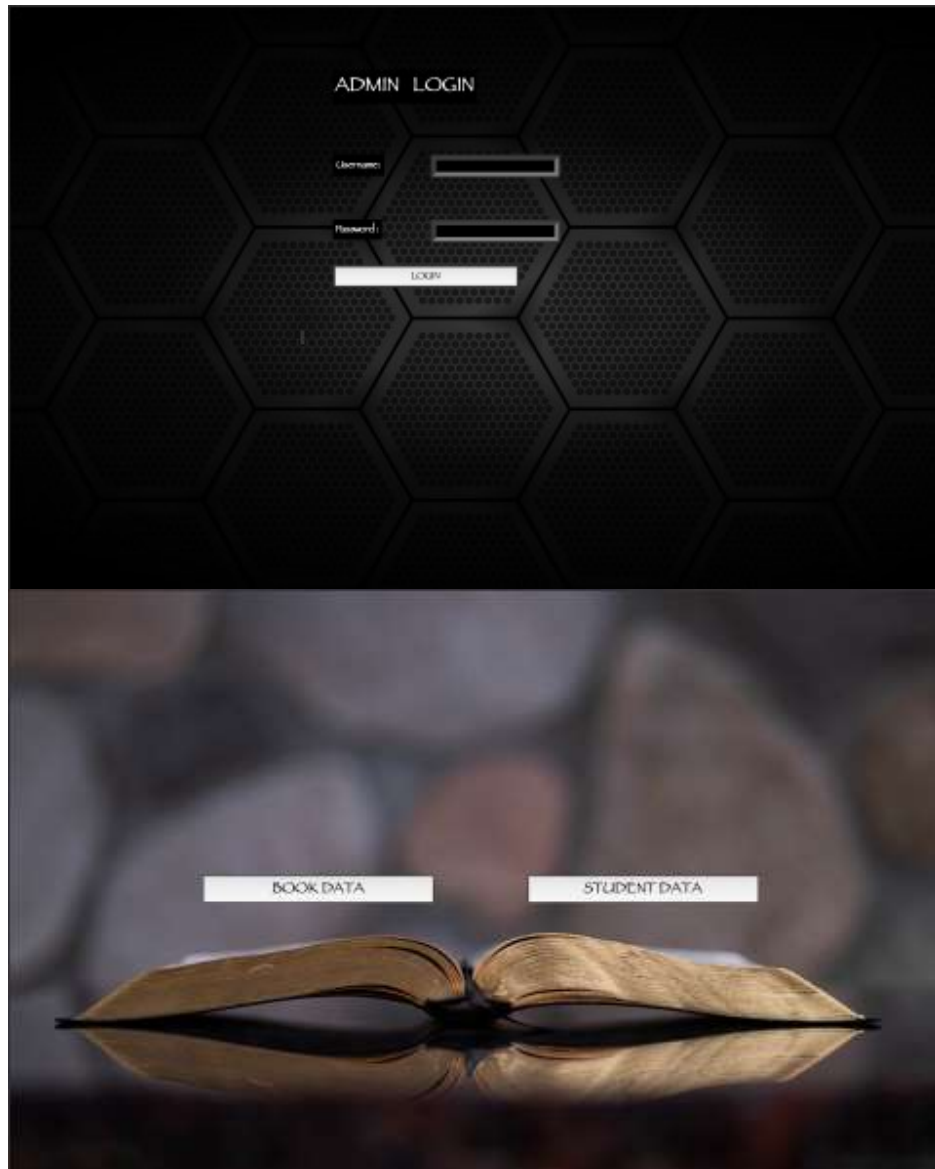 ADMIN LOGIN
Username:
Password:
LOGIN
BOOK DATA
STUDENT DATA